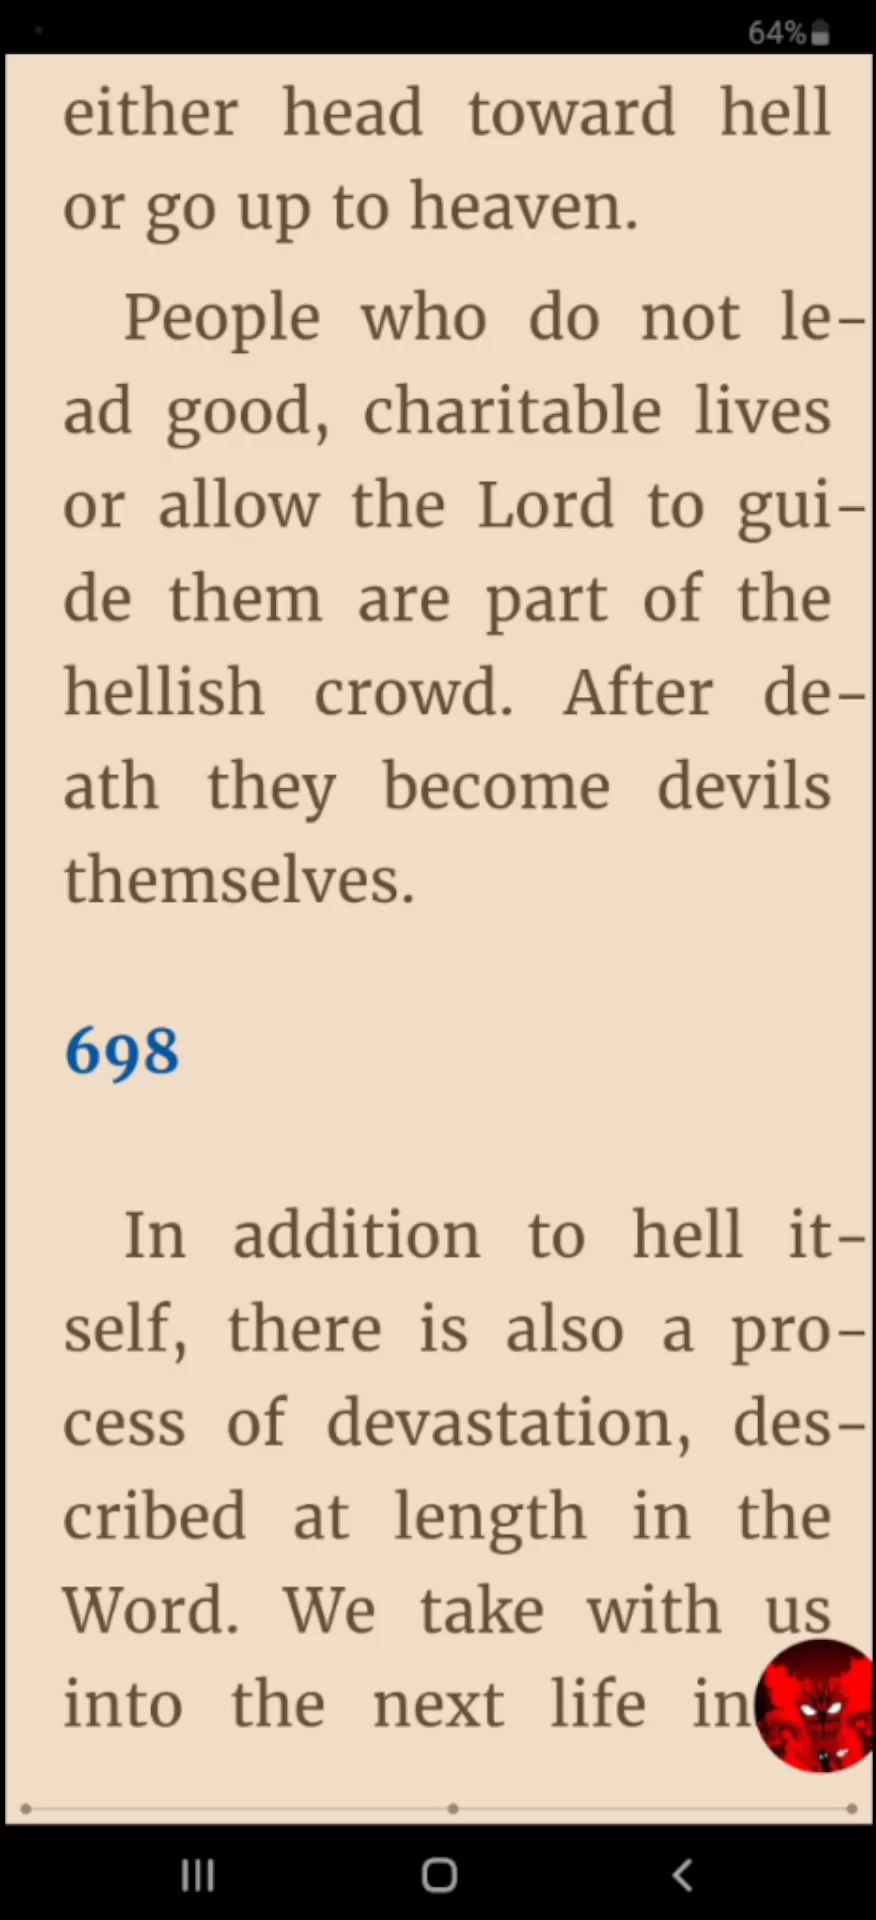 64%
either head toward hell
or go up to heaven.
People who do not le-
ad good, charitable lives
or allow the Lord to gui-
de them are part of the
hellish crowd. After de-
ath they become devils
themselves.
698
In addition to hell it-
self, there is also a pro-
cess of devastation, des-
cribed at length in the
Word. We take with us
into the next life